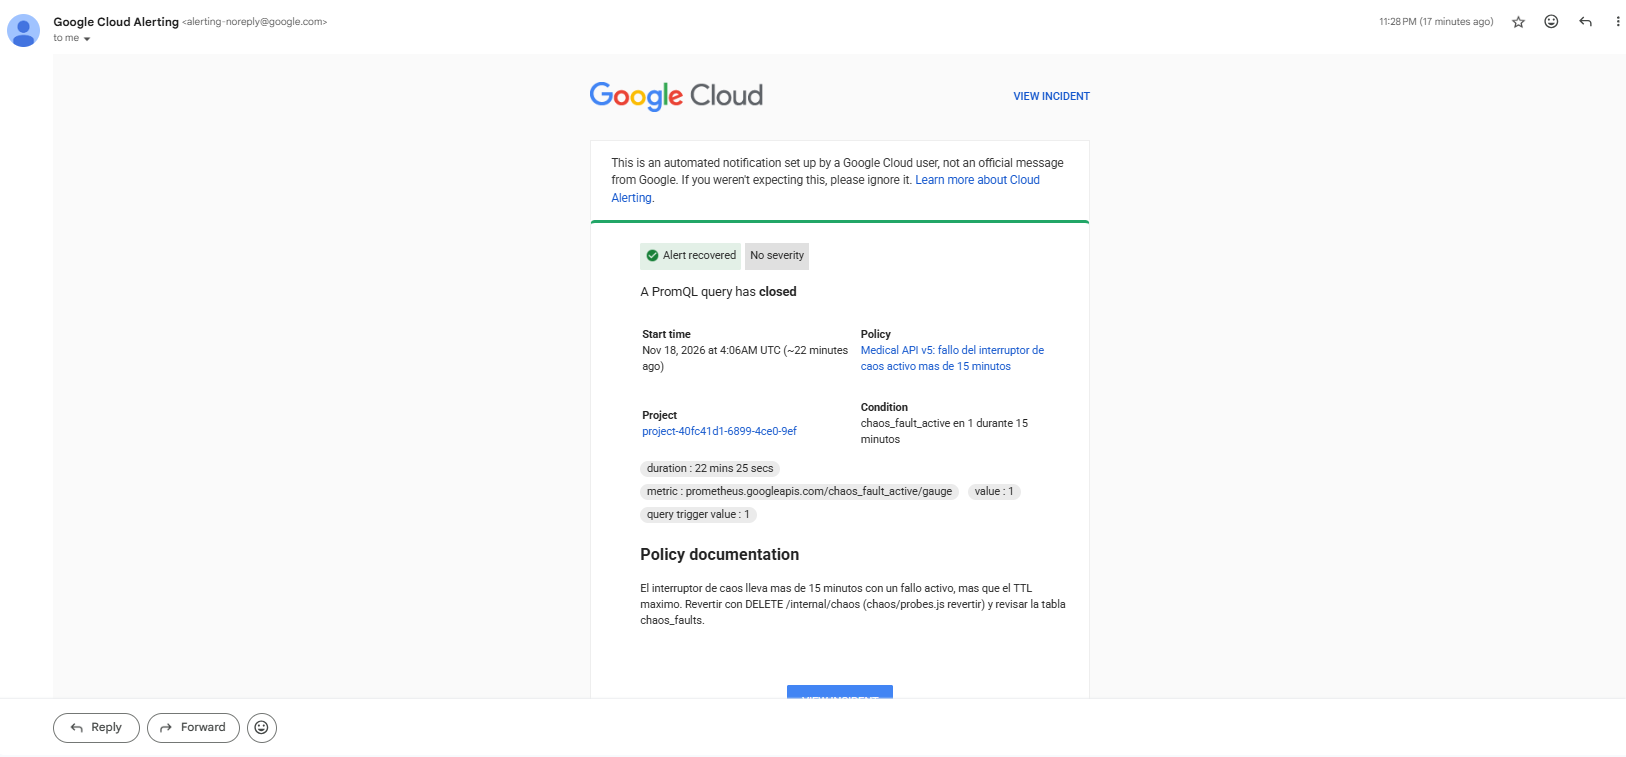 Google Cloud Alerting <alerting-noreply@google.com>
11:28 PM (17 minutes ago)
to me
Google Cloud
VIEW INCIDENT
This is an automated notification set up by a Google Cloud user, not an official message
from Google. If you weren't expecting this, please ignore it. Learn more about Cloud
Alerting.
Alert recovered
No severity
A PromQL query has closed
Start time
Nov 18, 2026 at 4:06AM UTC (~22 minutes
ago)
Policy
Medical API v5: fallo del interruptor de
caos activo mas de 15 minutos
Project
project-40fc41d1-6899-4ce0-9ef
Condition
chaos_fault_active en 1 durante 15
minutos
duration : 22 mins 25 secs
metric : prometheus.googleapis.com/chaos_fault_active/gauge
value : 1
query trigger value : 1
Policy documentation
El interruptor de caos lleva mas de 15 minutos con un fallo activo, mas que el TTL
maximo. Revertir con DELETE /internal/chaos (chaos/probes.js revertir) y revisar la tabla
chaos_faults.
VIEW INCIDENT
Reply
Forward